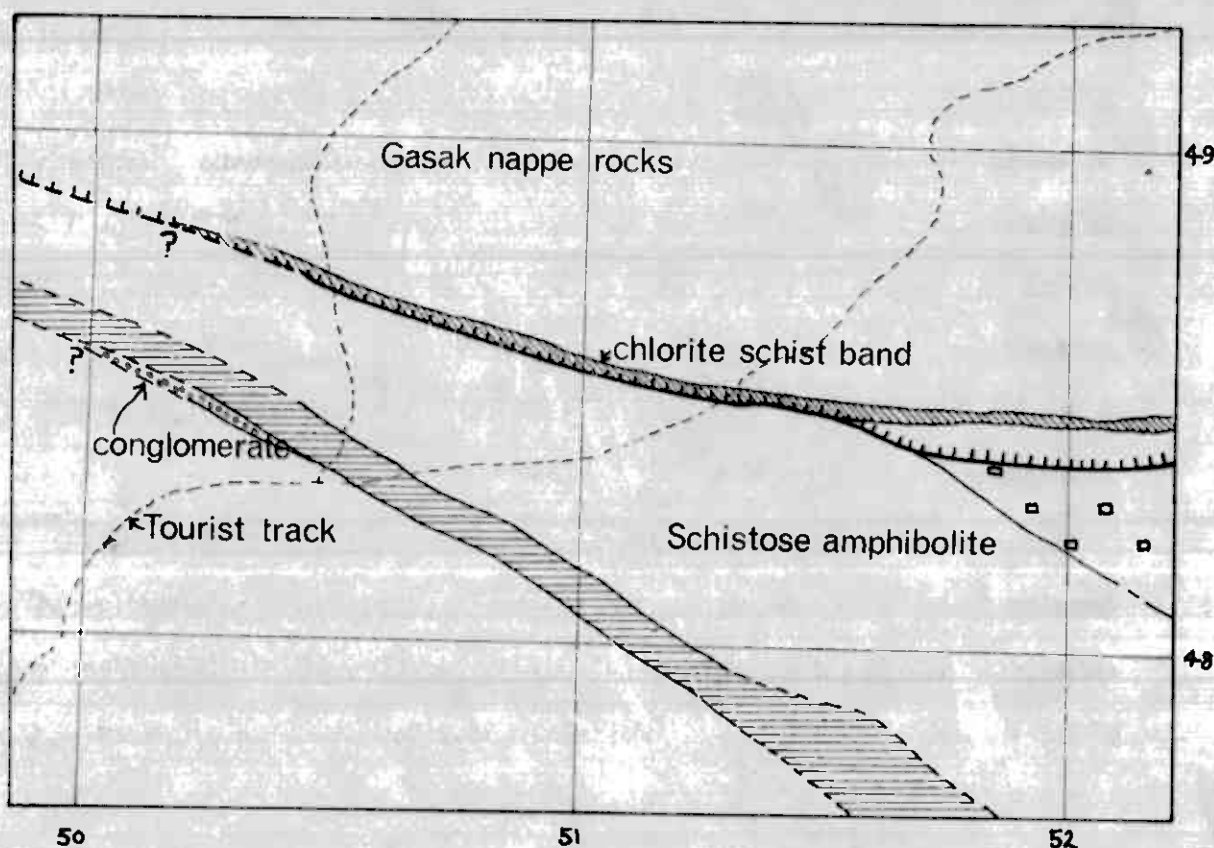 Gasak nappe rocks
49
?
chlorite schist band
?
conglomerate
Tourist track
Schistose amphibolite
48
50
51
52